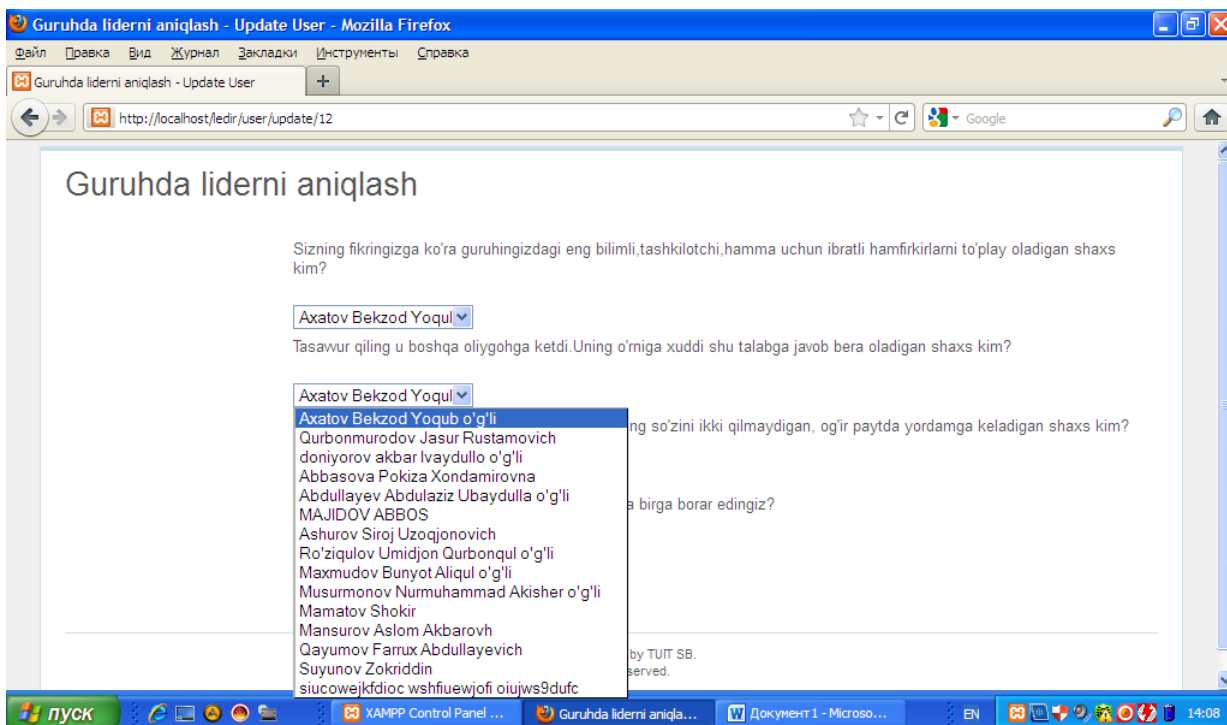 Guruhda liderni aniqlash - Update User - Mozilla Firefox
Файл Правка Вид Журнал Закладки Инструменты Справка
Guruhda liderni aniqlash - Update User
http://localhost/ledir/user/update/12
Google
Guruhda liderni aniqlash
Sizning fikringizga ko'ra guruhingizdagi eng bilimli,tashkilotchi,hamma uchun ibratli hamfirkirlarni to'play oladigan shaxs
kim?
Axatov Bekzod Yoqul
Tasavvur qiling u boshqa oliygohga ketdi.Uning o'rniga xuddi shu talabga javob bera oladigan shaxs kim?
Axatov Bekzod Yoqul
Axatov Bekzod Yoqub o'g'li
ng so'zini ikki qilmaydigan, og'ir paytda yordamga keladigan shaxs kim?
Qurbonmurodov Jasur Rustamovich
doniyorov akbar Ivaydullo o'g'li
Abbasova Pokiza Xondamirovna
Abdullayev Abdulaziz Ubaydulla o'g'li
a birga borar edingiz?
MAJIDOV ABBOS
Ashurov Siroj Uzoqjonovich
Ro'ziqulov Umidjon Qurbonqul o'g'li
Maxmudov Bunyot Aliqul o'g'li
Musurmonov Nurmuhammad Akisher o'g'li
Mamatov Shokir
Mansurov Aslom Akbarovh
Qayumov Farrux Abdullayevich
by TUIT SB.
Suyunov Zokriddin
served.
siucowejkfdioc wshfiuewjofi oiujws9dufc
пуск
XAMPP Control Panel ...
Guruhda liderni aniqla...
Документ1 - Microso...
EN
14:08